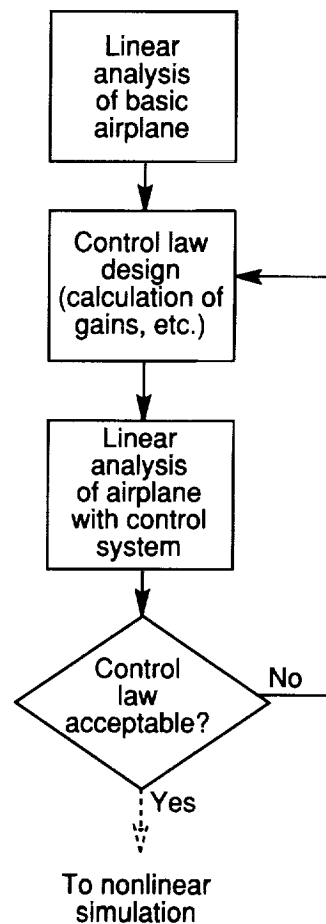 Linear
analysis
of basic
airplane
Control law
design
(calculation of
gains, etc.)
Linear
analysis
of airplane
with control
system
Control
law
acceptable?
No
Yes
To nonlinear
simulation